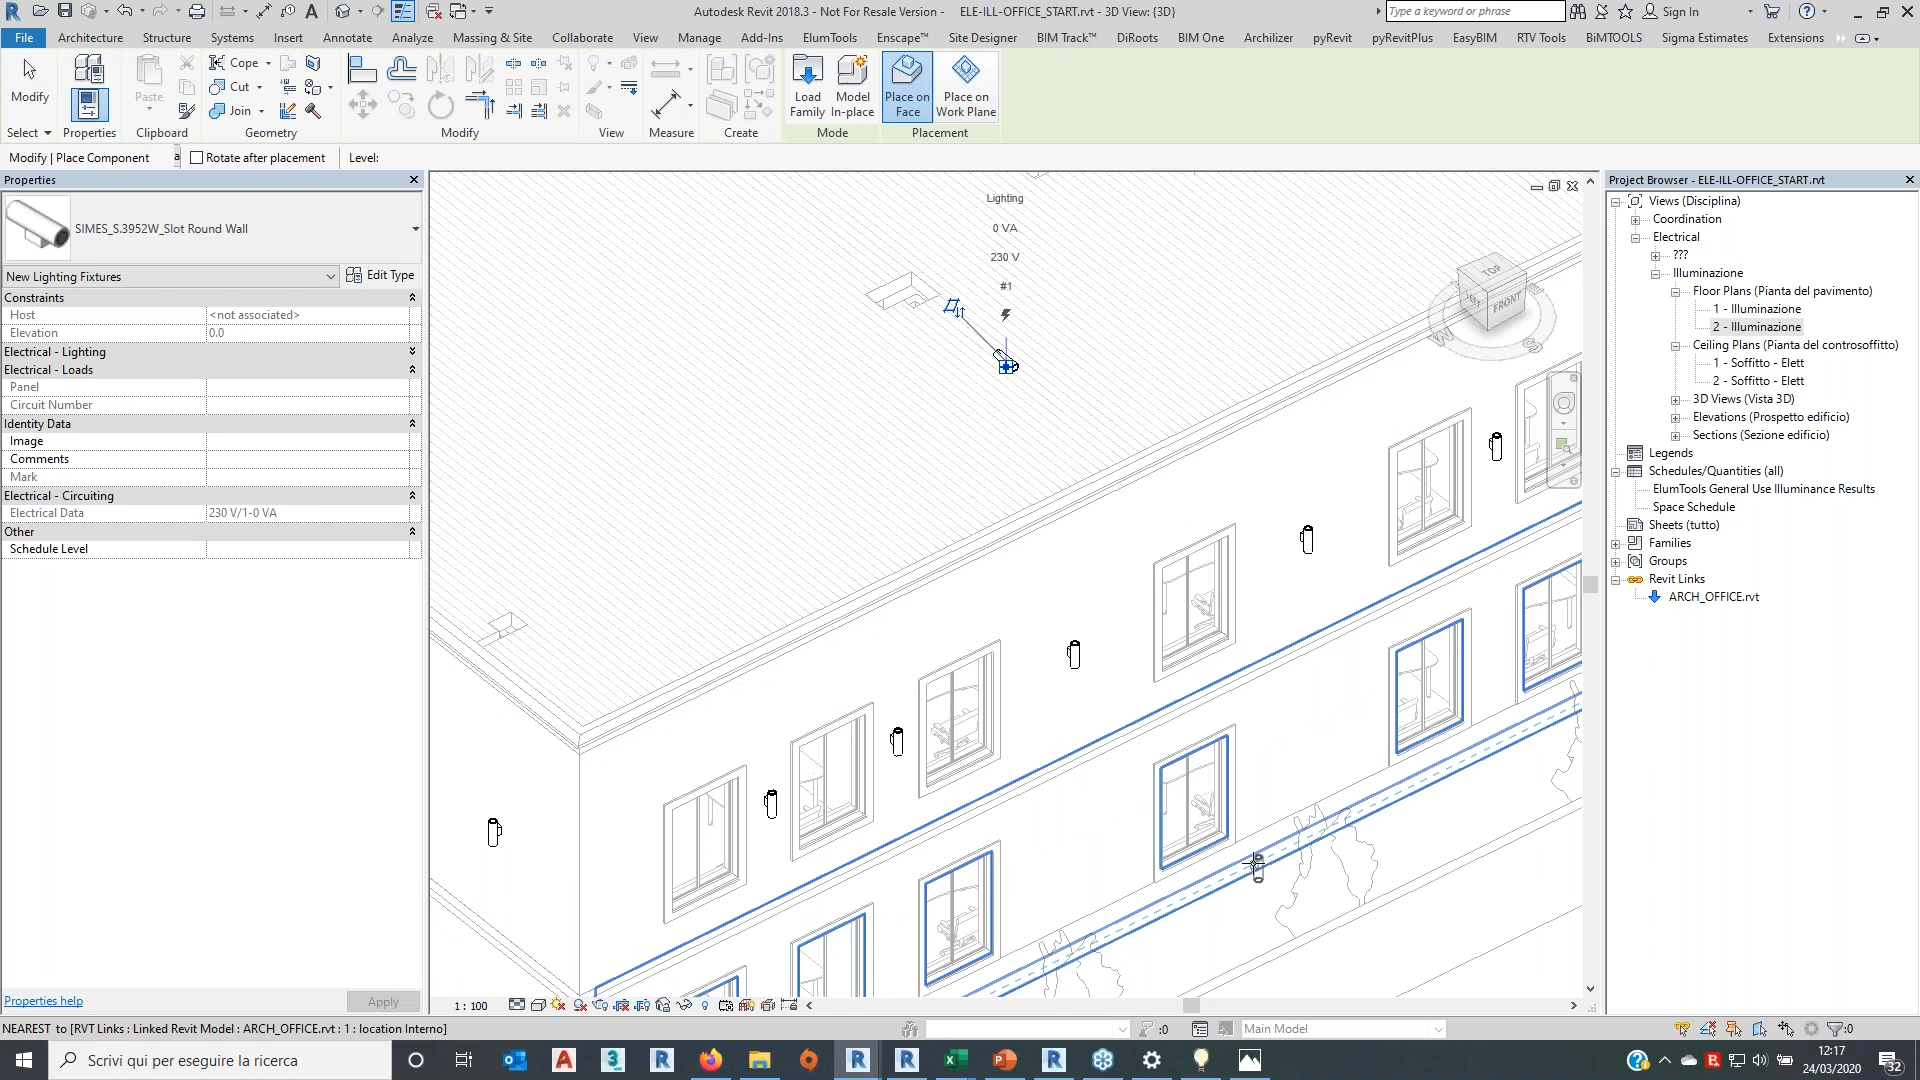 Autodesk Revit 2018.3 - Not For Resale Version - ELE-ILL-OFFICE_START.rvt - 3D View: {3D}
Type a keyword or phrase
Sign In
File Architecture Structure Systems Insert Annotate Analyze Massing & Site Collaborate View Manage Add-Ins ElumTools Enscape™ Site Designer BIM Track™ DiRoots BIM One Archilizer pyRevit pyRevitPlus EasyBIM RTV Tools BiMTOOLS Sigma Estimates Extensions
Modify
Paste
Cope
Cut
Join
Load Family
Model In-place
Place on Face
Place on Work Plane
Select Properties Clipboard Geometry Modify View Measure Create Mode Placement
Modify | Place Component
Rotate after placement
Level:
Properties
SIMES_S.3952W_Slot Round Wall
New Lighting Fixtures
Edit Type
Constraints
Host <not associated>
Elevation 0.0
Electrical - Lighting
Electrical - Loads
Panel
Circuit Number
Identity Data
Image
Comments
Mark
Electrical - Circuiting
Electrical Data 230 V/1-0 VA
Other
Schedule Level
Properties help
Apply
Lighting
0 VA
230 V
#1
TOP
LEFT
FRONT
W
S
1 : 100
Project Browser - ELE-ILL-OFFICE_START.rvt
Views (Disciplina)
Coordination
Electrical
???
Illuminazione
Floor Plans (Pianta del pavimento)
1 - Illuminazione
2 - Illuminazione
Ceiling Plans (Pianta del controsoffitto)
1 - Soffitto - Elett
2 - Soffitto - Elett
3D Views (Vista 3D)
Elevations (Prospetto edificio)
Sections (Sezione edificio)
Legends
Schedules/Quantities (all)
ElumTools General Use Illuminance Results
Space Schedule
Sheets (tutto)
Families
Groups
Revit Links
ARCH_OFFICE.rvt
NEAREST to [RVT Links : Linked Revit Model : ARCH_OFFICE.rvt : 1 : location Interno]
:0
Main Model
:0
Scrivi qui per eseguire la ricerca
12:17
24/03/2020
32